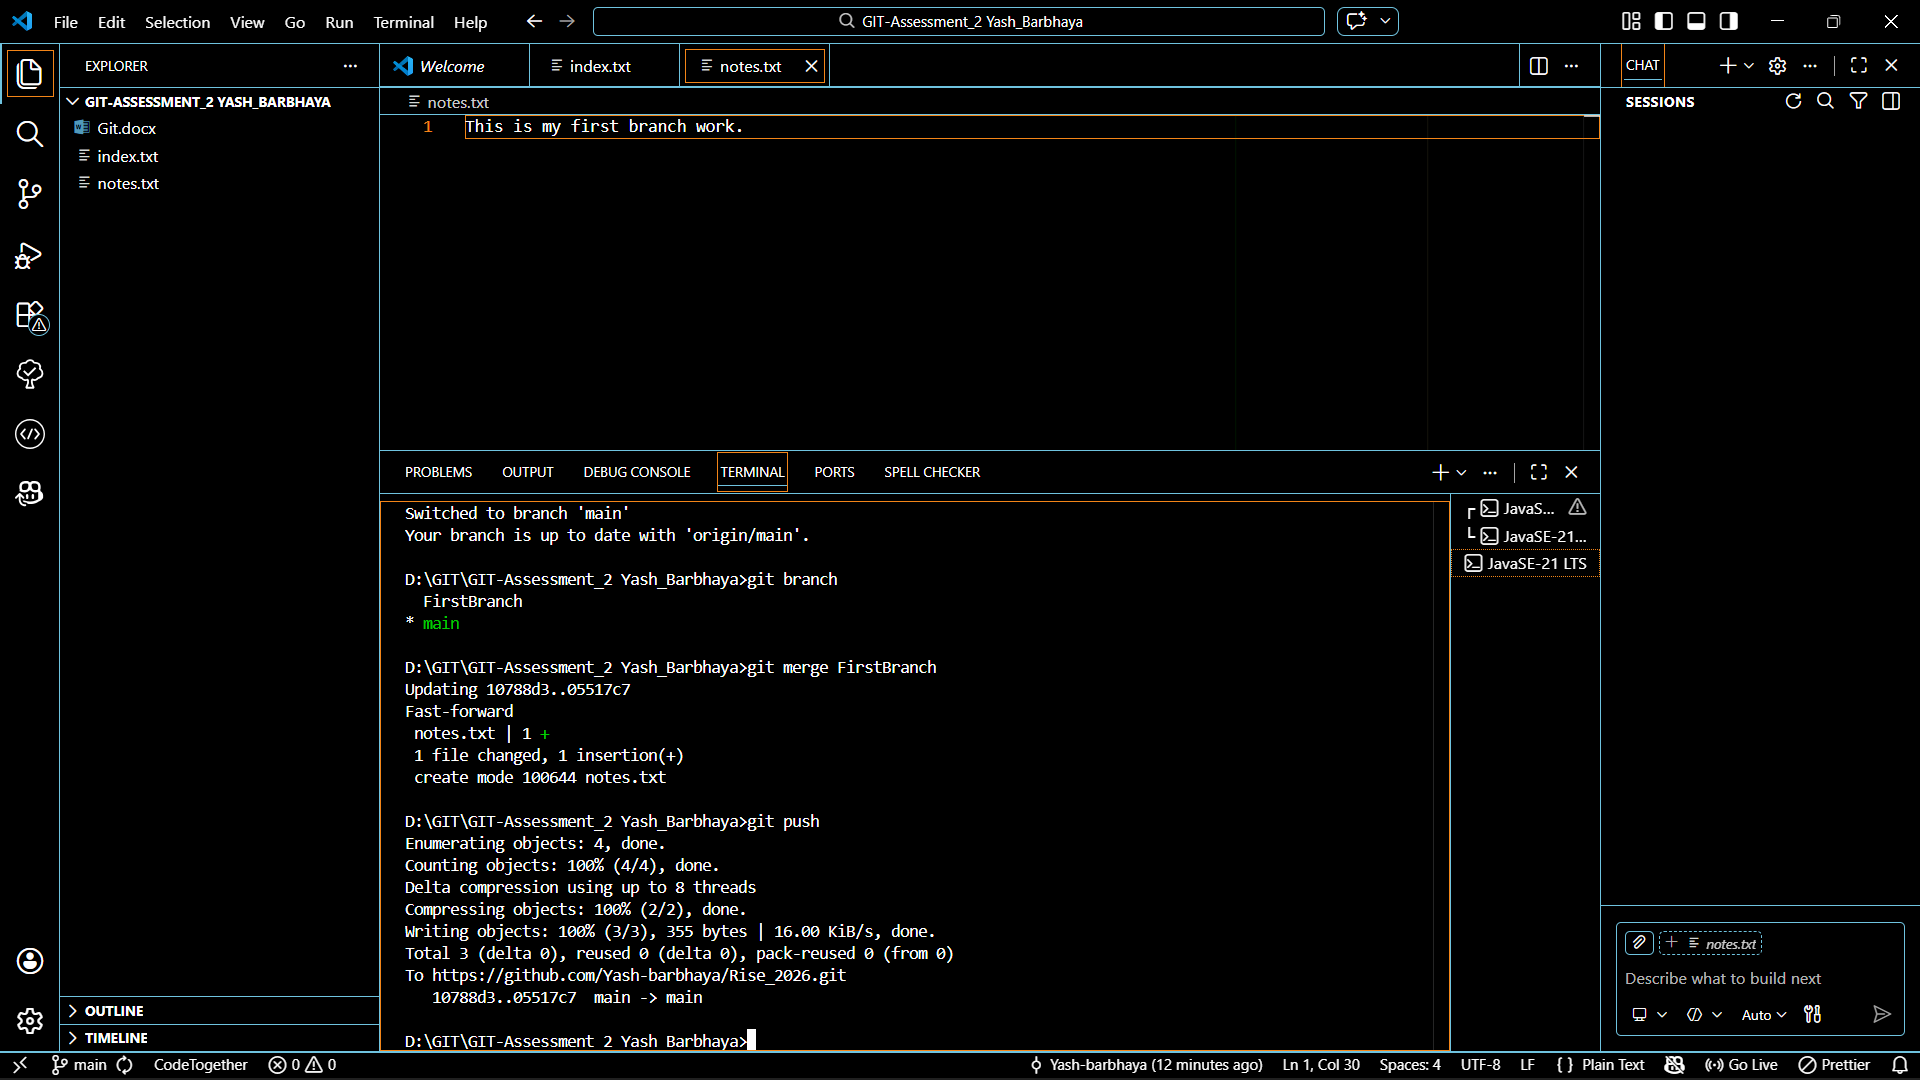 File Edit Selection View Go Run Terminal Help
GIT-Assessment_2 Yash_Barbhaya
EXPLORER
GIT-ASSESSMENT_2 YASH_BARBHAYA
Git.docx
index.txt
notes.txt
OUTLINE
TIMELINE
Welcome
index.txt
notes.txt
notes.txt
1 This is my first branch work.
PROBLEMS OUTPUT DEBUG CONSOLE TERMINAL PORTS SPELL CHECKER
Switched to branch 'main'
Your branch is up to date with 'origin/main'.
D:\GIT\GIT-Assessment_2 Yash_Barbhaya>git branch
FirstBranch
* main
D:\GIT\GIT-Assessment_2 Yash_Barbhaya>git merge FirstBranch
Updating 10788d3..05517c7
Fast-forward
notes.txt | 1 +
1 file changed, 1 insertion(+)
create mode 100644 notes.txt
D:\GIT\GIT-Assessment_2 Yash_Barbhaya>git push
Enumerating objects: 4, done.
Counting objects: 100% (4/4), done.
Delta compression using up to 8 threads
Compressing objects: 100% (2/2), done.
Writing objects: 100% (3/3), 355 bytes | 16.00 KiB/s, done.
Total 3 (delta 0), reused 0 (delta 0), pack-reused 0 (from 0)
To https://github.com/Yash-barbhaya/Rise_2026.git
10788d3..05517c7 main -> main
D:\GIT\GIT-Assessment_2 Yash_Barbhaya>
JavaS...
JavaSE-21...
JavaSE-21 LTS
CHAT
SESSIONS
notes.txt
Describe what to build next
Auto
main CodeTogether 0 0 Yash-barbhaya (12 minutes ago) Ln 1, Col 30 Spaces: 4 UTF-8 LF {} Plain Text Go Live Prettier